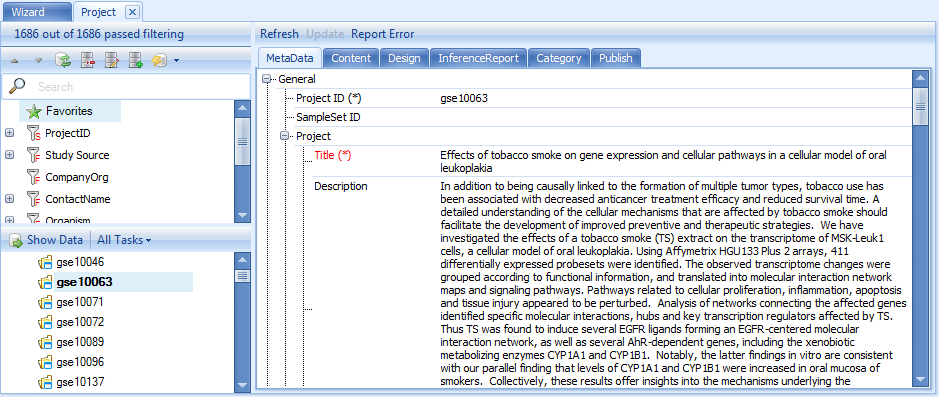 Wizard Project
1686 out of 1686 passed filtering
Search
Favorites
ProjectID
Study Source
CompanyOrg
ContactName
Organism
Show Data All Tasks
gse10046
gse10063
gse10071
gse10072
gse10089
gse10096
gse10137
Refresh Update Report Error
MetaData Content Design InferenceReport Category Publish
General
Project ID (*) gse10063
SampleSet ID
Project
Title (*) Effects of tobacco smoke on gene expression and cellular pathways in a cellular model of oral
leukoplakia
Description In addition to being causally linked to the formation of multiple tumor types, tobacco use has
been associated with decreased anticancer treatment efficacy and reduced survival time. A
detailed understanding of the cellular mechanisms that are affected by tobacco smoke should
facilitate the development of improved preventive and therapeutic strategies. We have
investigated the effects of a tobacco smoke (TS) extract on the transcriptome of MSK-Leuk1
cells, a cellular model of oral leukoplakia. Using Affymetrix HGU133 Plus 2 arrays, 411
differentially expressed probesets were identified. The observed transcriptome changes were
grouped according to functional information, and translated into molecular interaction network
maps and signaling pathways. Pathways related to cellular proliferation, inflammation, apoptosis
and tissue injury appeared to be perturbed. Analysis of networks connecting the affected genes
identified specific molecular interactions, hubs and key transcription regulators affected by TS.
Thus TS was found to induce several EGFR ligands forming an EGFR-centered molecular
interaction network, as well as several AhR-dependent genes, including the xenobiotic
metabolizing enzymes CYP1A1 and CYP1B1. Notably, the latter findings in vitro are consistent
with our parallel finding that levels of CYP1A1 and CYP1B1 were increased in oral mucosa of
smokers. Collectively, these results offer insights into the mechanisms underlying the